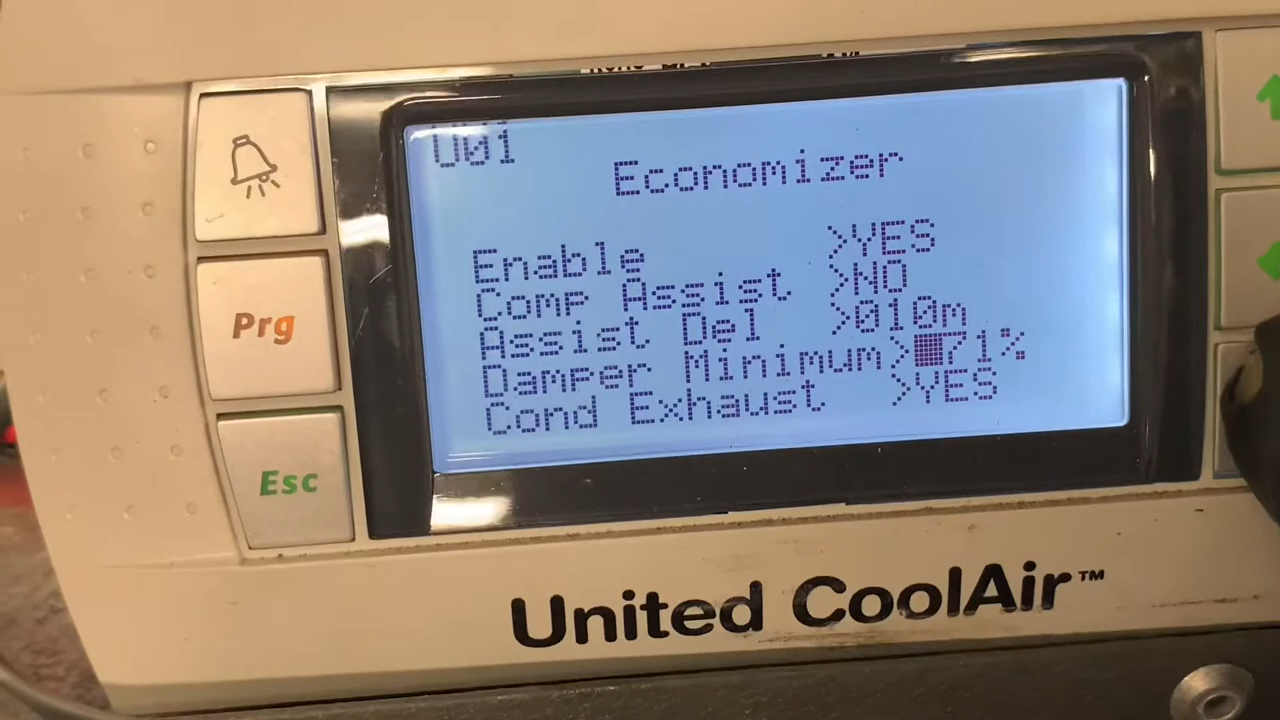 U01
Economizer
Enable >YES
Comp Assist >NO
Assist Del >010m
Damper Minimum> 71%
Cond Exhaust >YES
Prg
Esc
United CoolAir™